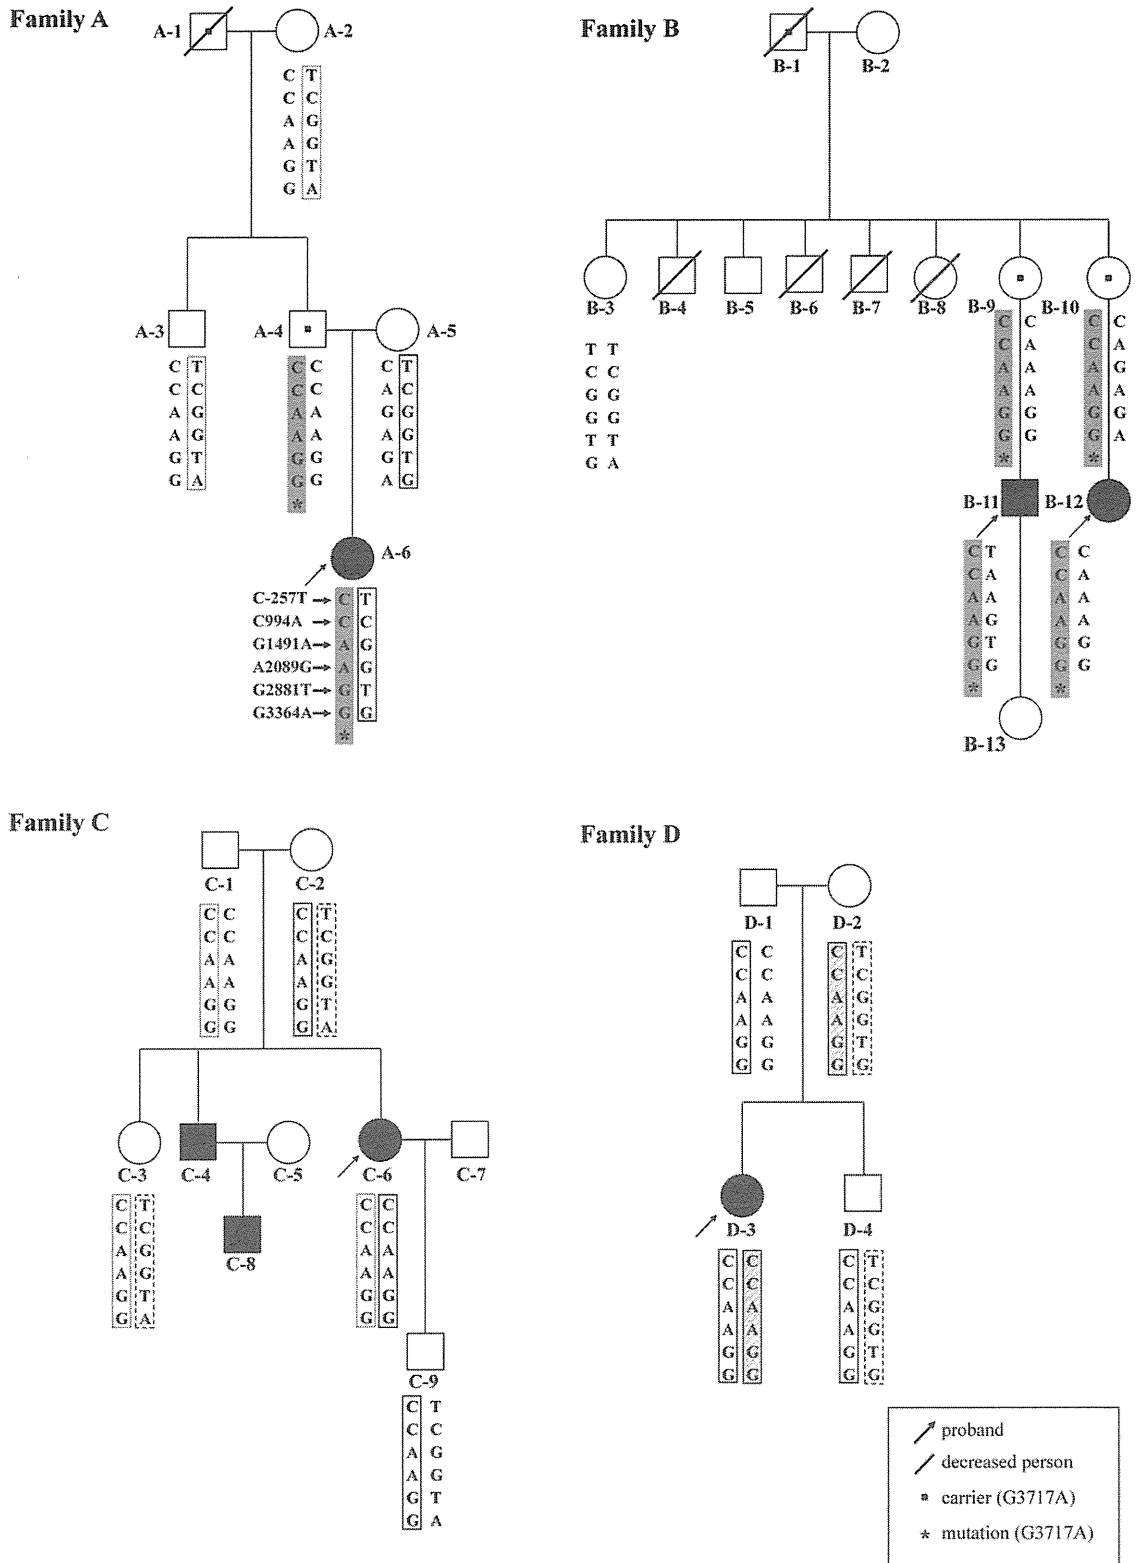 Family A
A-1
A-2
C T
C C
A G
A G
G T
G A
A-3
A-4
A-5
C T
C C
A G
A G
G T
G A
C C
C C
A A
A A
G G
G G
*
C T
A C
G G
A G
G T
A G
A-6
C-257T→ C T
C994A→ C C
G1491A→ A G
A2089G→ A G
G2881T→ G T
G3364A→ G G
*
Family B
B-1
B-2
B-3
B-4
B-5
B-6
B-7
B-8
B-9
B-10
T T
C C
G G
G G
T T
G A
C C
C A
A A
A A
G G
G G
*
C C
C A
A G
A A
G G
G A
*
B-11
B-12
C T
C A
A A
A G
G T
G G
*
C C
C A
A A
A A
G G
G G
*
B-13
Family C
C-1
C-2
C C
C C
A A
A A
G G
G G
C T
C C
A G
A G
G T
G A
C-3
C-4
C-5
C-6
C-7
C T
C C
A G
A G
G T
G A
C-8
C C
C C
A A
A A
G G
G G
C-9
C T
C C
A G
A G
G T
G A
Family D
D-1
D-2
C C
C C
A A
A A
G G
G G
C T
C C
A G
A G
G T
G G
D-3
D-4
C C
C C
A A
A A
G G
G G
C T
C C
A G
A G
G T
G G
proband
decreased person
carrier (G3717A)
* mutation (G3717A)